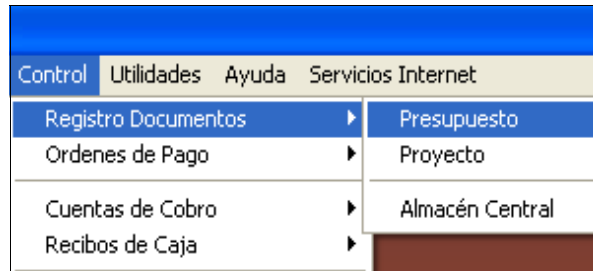 Control Utilidades Ayuda Servicios Internet
Registro Documentos Presupuesto
Ordenes de Pago Proyecto
Cuentas de Cobro Almacén Central
Recibos de Caja